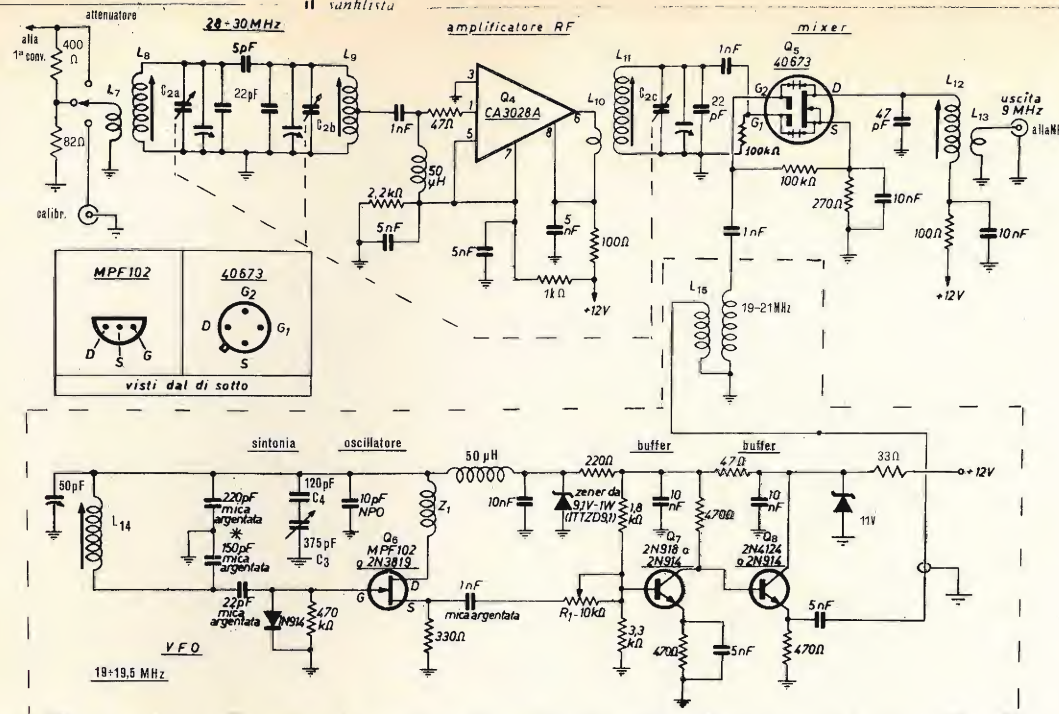 il sanfilista
attenuatore
28÷30MHz
amplificatore RF
mixer
alla
1ª conv.
400
Ω
82Ω
calibr.
L7
L8
C2a
22pF
5pF
C2b
L9
1nF
47Ω
50
μH
2,2kΩ
5nF
3
1
5
Q4
CA3028A
7
8
6
L10
5nF
5
nF
100Ω
1kΩ
+12V
L11
C2c
22
pF
1nF
Q5
40673
G2
G1
D
S
100kΩ
100kΩ
270Ω
10nF
1nF
47
pF
L12
L13
uscita
9 MHz
100Ω
10nF
+12V
L15
19-21MHz
MPF102
D
S
G
40673
G2
D
G1
S
visti dal di sotto
sintonia
oscillatore
buffer
buffer
50pF
L14
220pF
mica
argentata
*
150pF
mica
argentata
22pF
mica
argentata
1N914
470
kΩ
120pF
C4
375pF
C3
10pF
NPO
Q6
MPF102
o 2N3819
G
D
S
Z1
330Ω
50 μH
10nF
zener da
9,1V-1W
(ITTZD9,1)
220Ω
1,8
kΩ
10
nF
1nF
mica argentata
R1-10kΩ
3,3
kΩ
470Ω
Q7
2N918 o
2N914
470Ω
5nF
47Ω
10
nF
Q8
2N4124
o 2N914
470Ω
5nF
11V
33Ω
+12V
VFO
19÷19,5 MHz